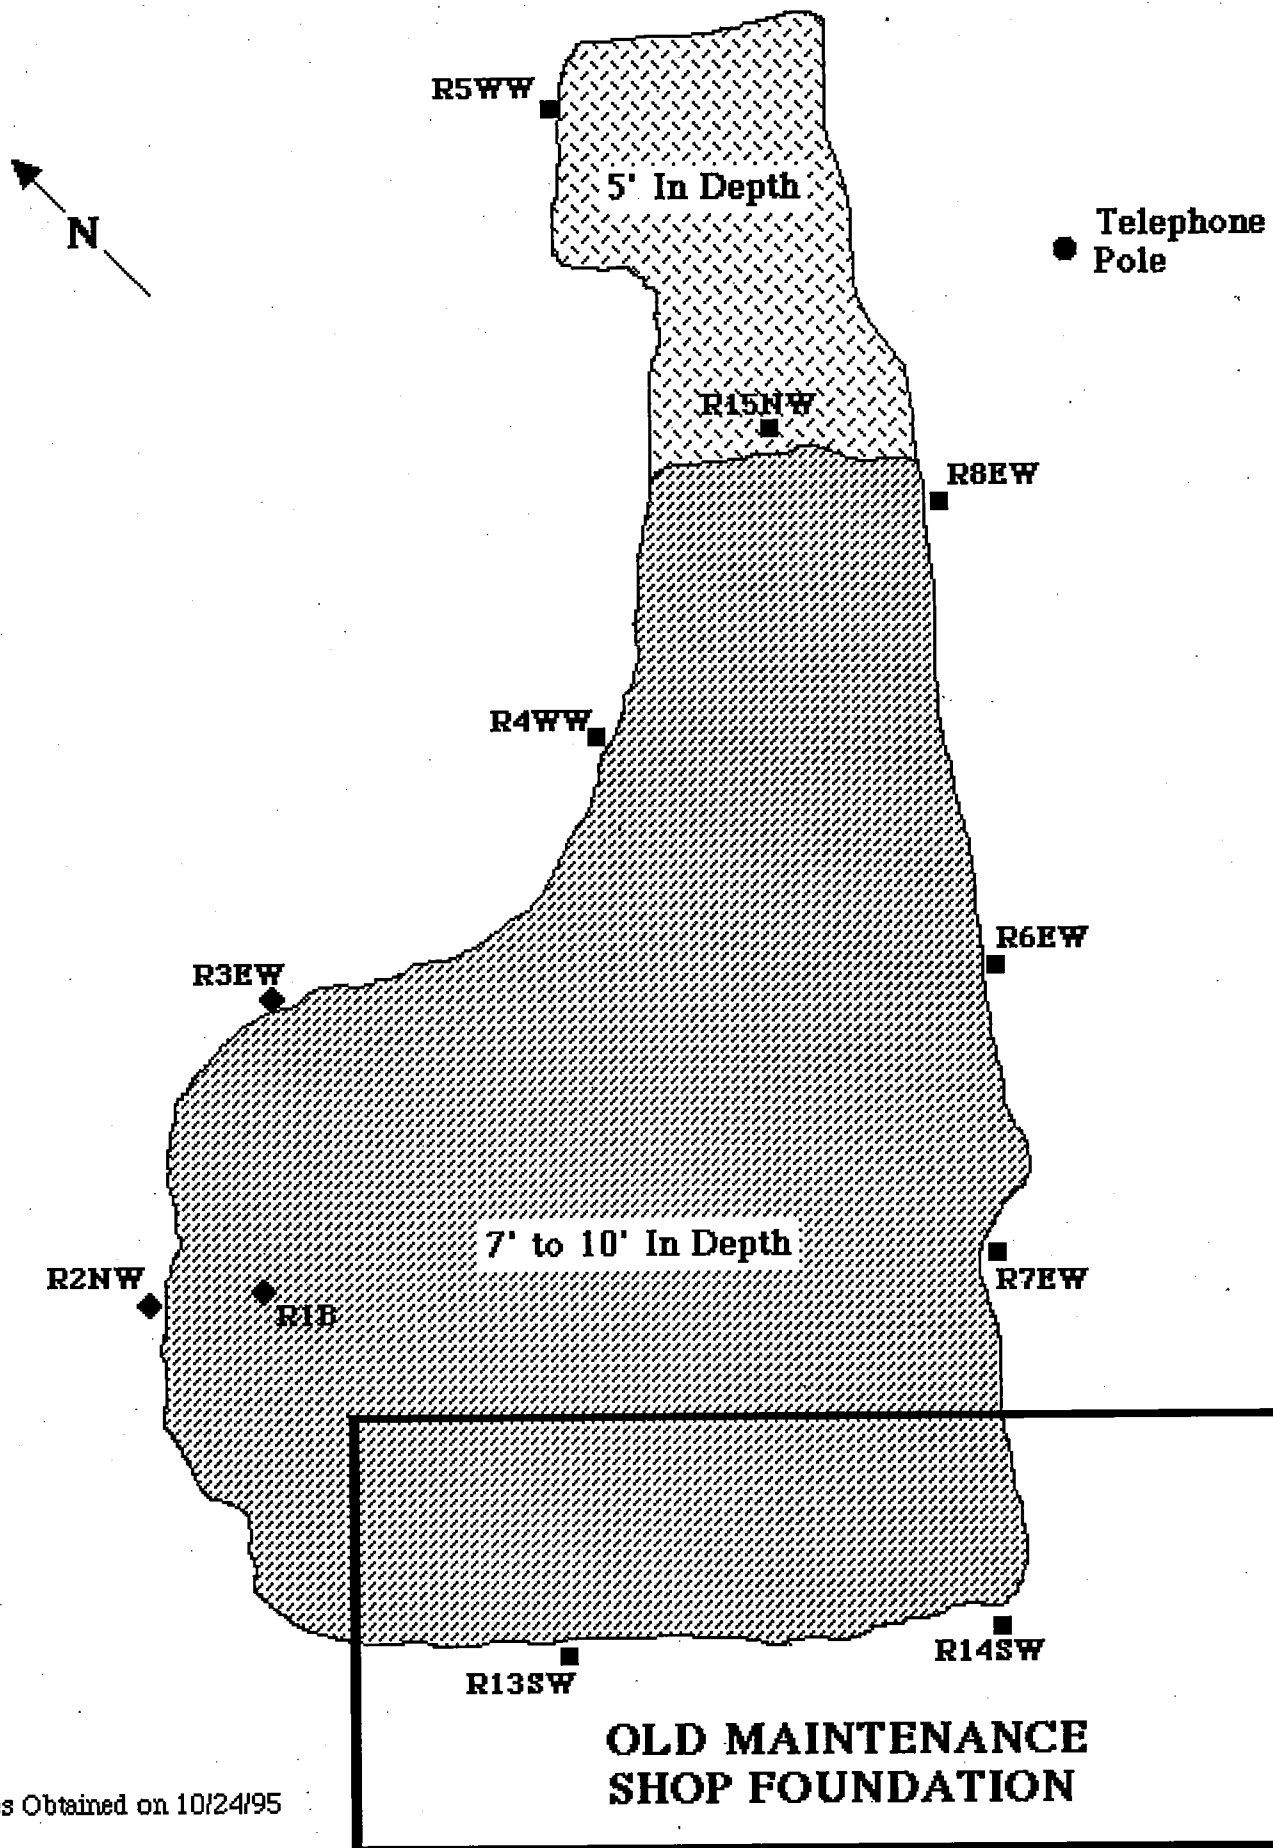 R5WW
5' In Depth
N
Telephone
Pole
R15NW
R8EW
R4WW
R6EW
R3EW
7' to 10' In Depth
R7EW
R2NW
R1B
R14SW
R13SW
OLD MAINTENANCE
SHOP FOUNDATION
Obtained on 10/24/95